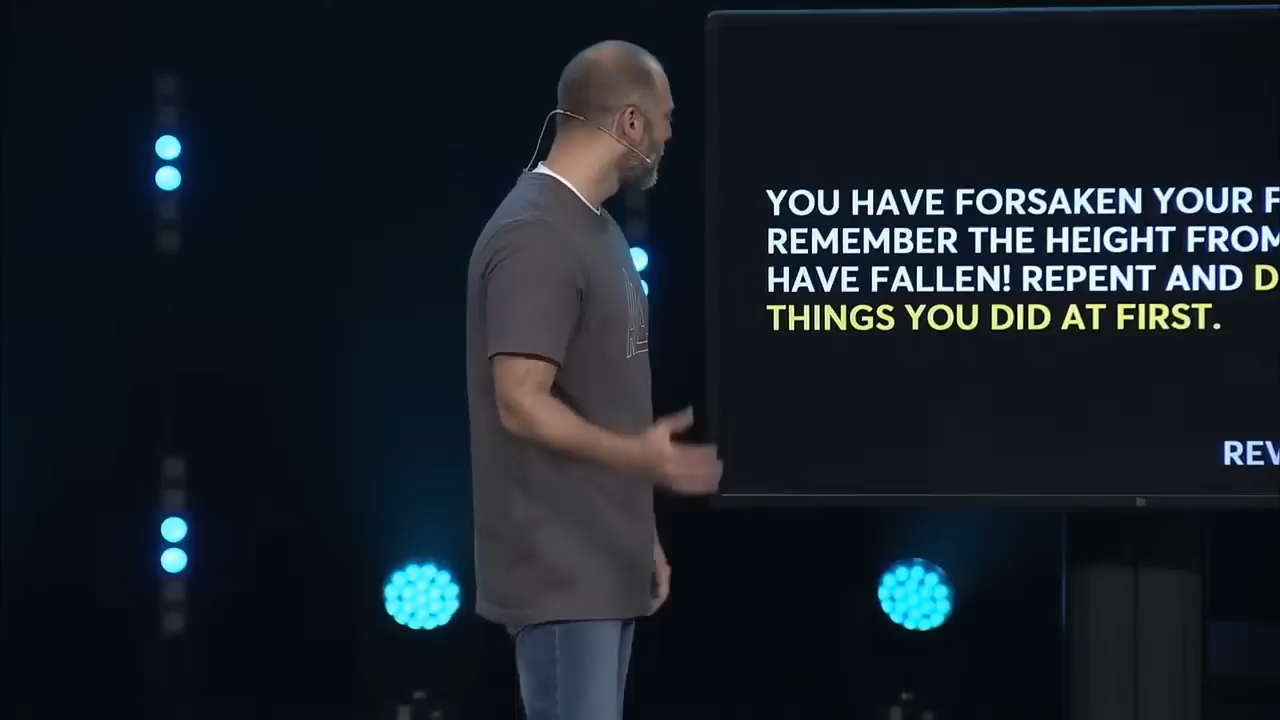 YOU HAVE FORSAKEN YOUR
REMEMBER THE HEIGHT FROM
HAVE FALLEN! REPENT AND
THINGS YOU DID AT FIRST.
REV